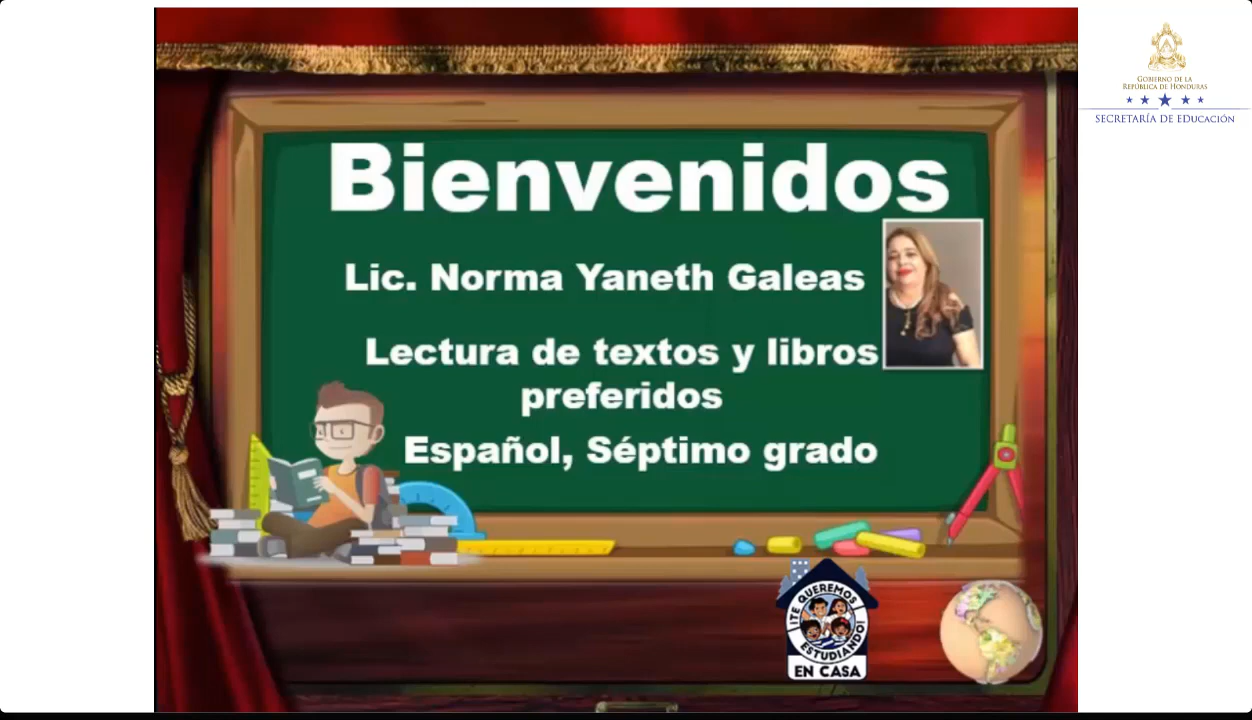 Bienvenidos
Lic. Norma Yaneth Galeas
Lectura de textos y libros
preferidos
Español, Séptimo grado
¡TE QUEREMOS
ESTUDIANDO!
EN CASA
GOBIERNO DE LA
REPÚBLICA DE HONDURAS
SECRETARÍA DE EDUCACIÓN